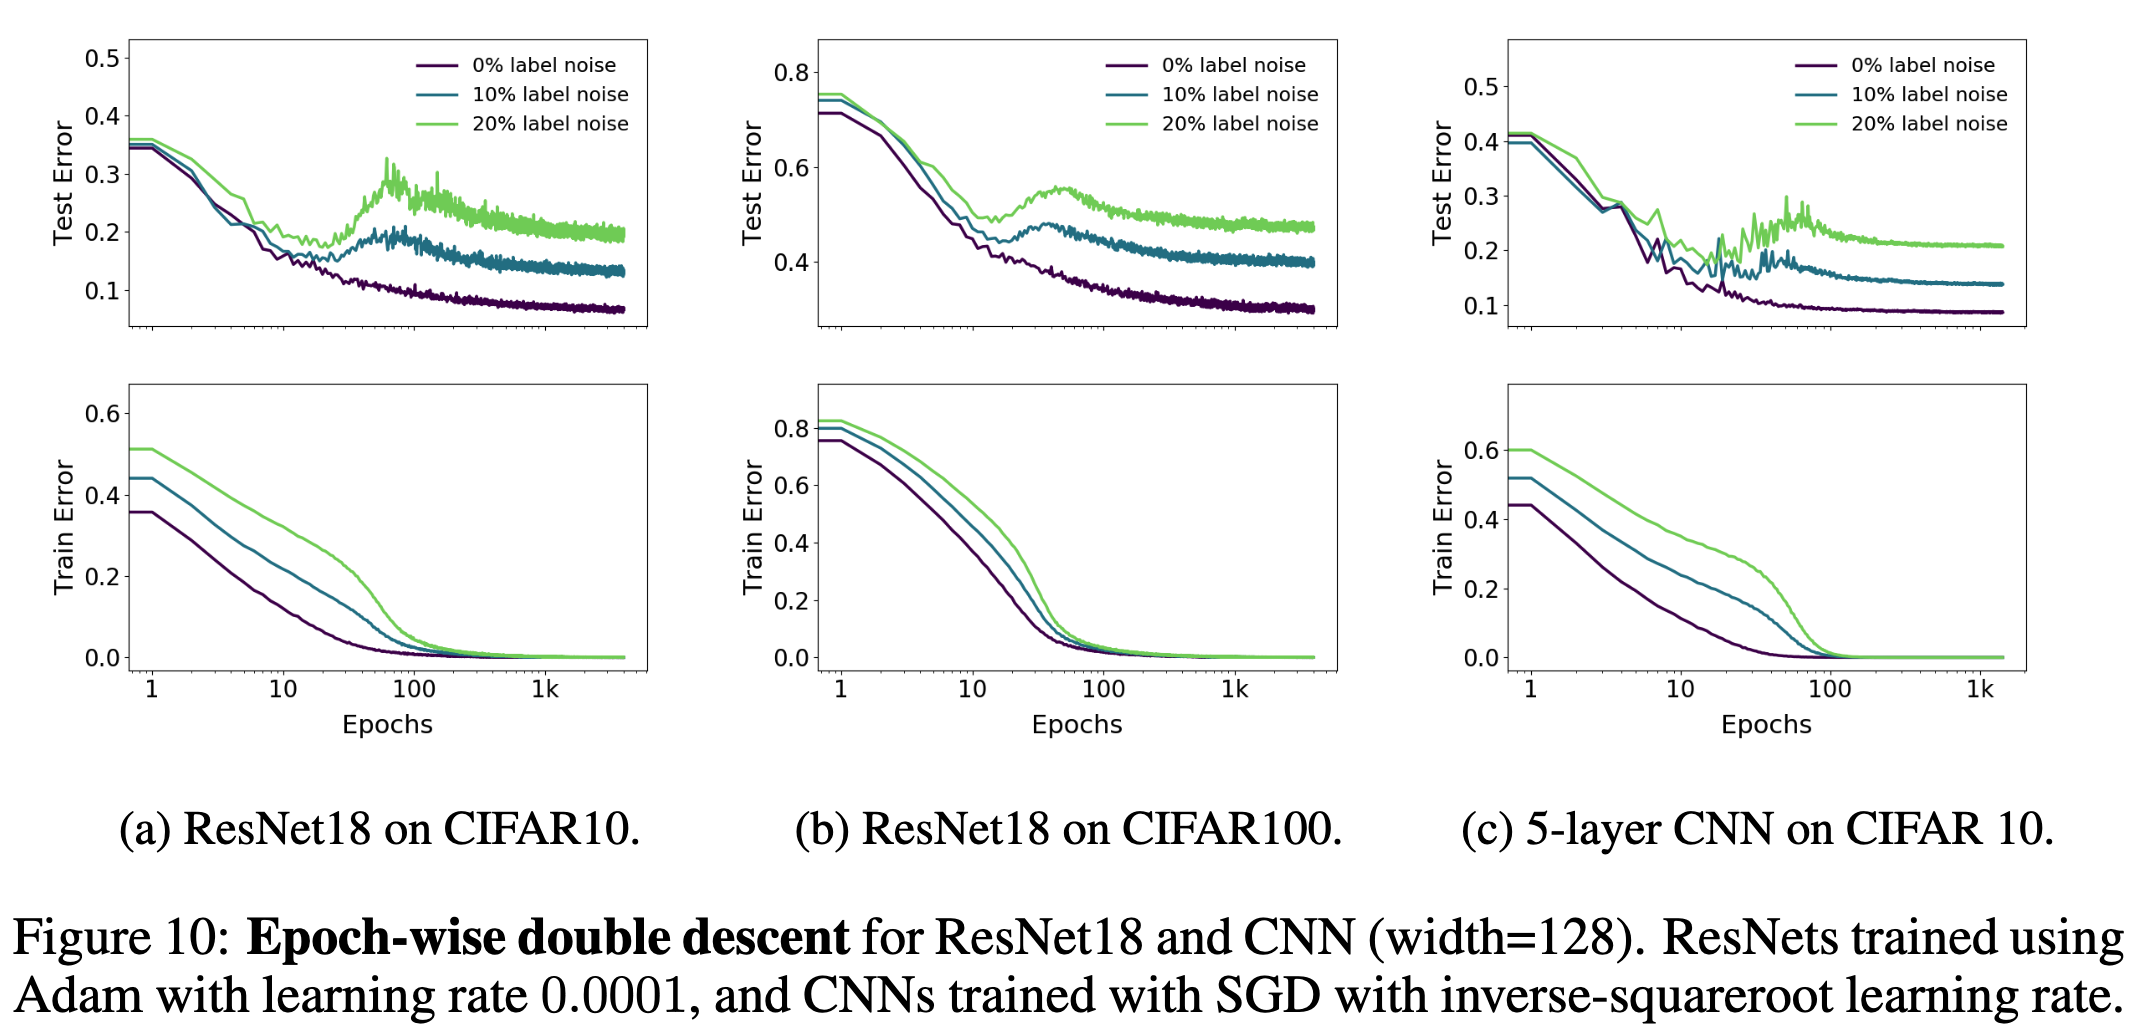 0.5
0.4
0.3
0.2
0.1
Test Error
0% label noise
10% label noise
20% label noise
0.8
0.6
0.4
Test Error
0% label noise
10% label noise
20% label noise
0.5
0.4
0.3
0.2
0.1
Test Error
0% label noise
10% label noise
20% label noise
0.6
0.4
0.2
0.0
Train Error
1 10 100 1k
Epochs
0.8
0.6
0.4
0.2
0.0
Train Error
1 10 100 1k
Epochs
0.6
0.4
0.2
0.0
Train Error
1 10 100 1k
Epochs
(a) ResNet18 on CIFAR10.
(b) ResNet18 on CIFAR100.
(c) 5-layer CNN on CIFAR 10.
Figure 10: Epoch-wise double descent for ResNet18 and CNN (width=128). ResNets trained using
Adam with learning rate 0.0001, and CNNs trained with SGD with inverse-squareroot learning rate.